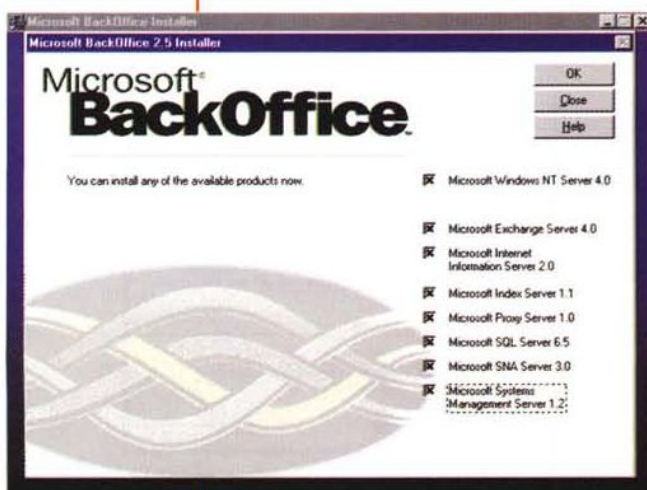 Microsoft BackOffice Installer
Microsoft BackOffice 2.5 Installer
Microsoft®
BackOffice
OK
Close
Help
You can install any of the available products now.
Microsoft Windows NT Server 4.0
Microsoft Exchange Server 4.0
Microsoft Internet
Information Server 2.0
Microsoft Index Server 1.1
Microsoft Proxy Server 1.0
Microsoft SQL Server 6.5
Microsoft SNA Server 3.0
Microsoft Systems
Management Server 1.2